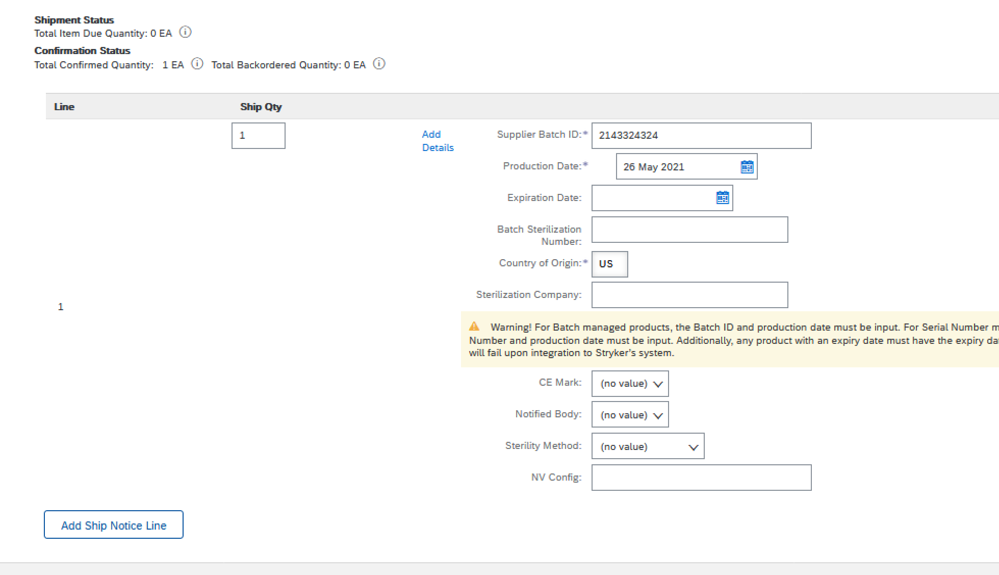 Shipment Status
Total Item Due Quantity: 0 EA
Confirmation Status
Total Confirmed Quantity: 1 EA Total Backordered Quantity: 0 EA
Line Ship Qty
1
Add
Details
Supplier Batch ID:* 2143324324
Production Date:* 26 May 2021
Expiration Date:
Batch Sterilization
Number:
Country of Origin:* US
Sterilization Company:
1
Warning! For Batch managed products, the Batch ID and production date must be input. For Serial Number m
Number and production date must be input. Additionally, any product with an expiry date must have the expiry da
will fail upon integration to Stryker's system.
CE Mark: (no value)
Notified Body: (no value)
Sterility Method: (no value)
NV Config:
Add Ship Notice Line